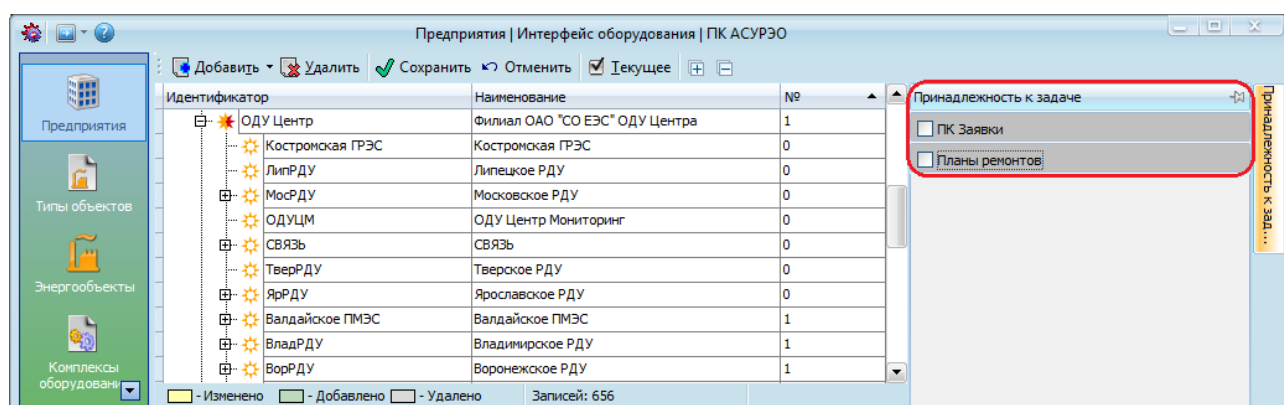 Предприятия | Интерфейс оборудования | ПК АСУРЭО
Добавить Удалить Сохранить Отменить Текущее
Предприятия
Типы объектов
Энергообъекты
Комплексы
оборудовани
Идентификатор Наименование №
ОДУ Центр Филиал ОАО "СО ЕЭС" ОДУ Центра 1
Костромская ГРЭС Костромская ГРЭС 0
ЛипРДУ Липецкое РДУ 0
МосРДУ Московское РДУ 0
ОДУЦМ ОДУ Центр Мониторинг 0
СВЯЗЬ СВЯЗЬ 0
ТверРДУ Тверское РДУ 0
ЯрРДУ Ярославское РДУ 0
Валдайское ПМЭС Валдайское ПМЭС 1
ВладРДУ Владимирское РДУ 1
ВорРДУ Воронежское РДУ 1
- Изменено - Добавлено - Удалено Записей: 656
Принадлежность к задаче
ПК Заявки
Планы ремонтов
Принадлежность к зад...